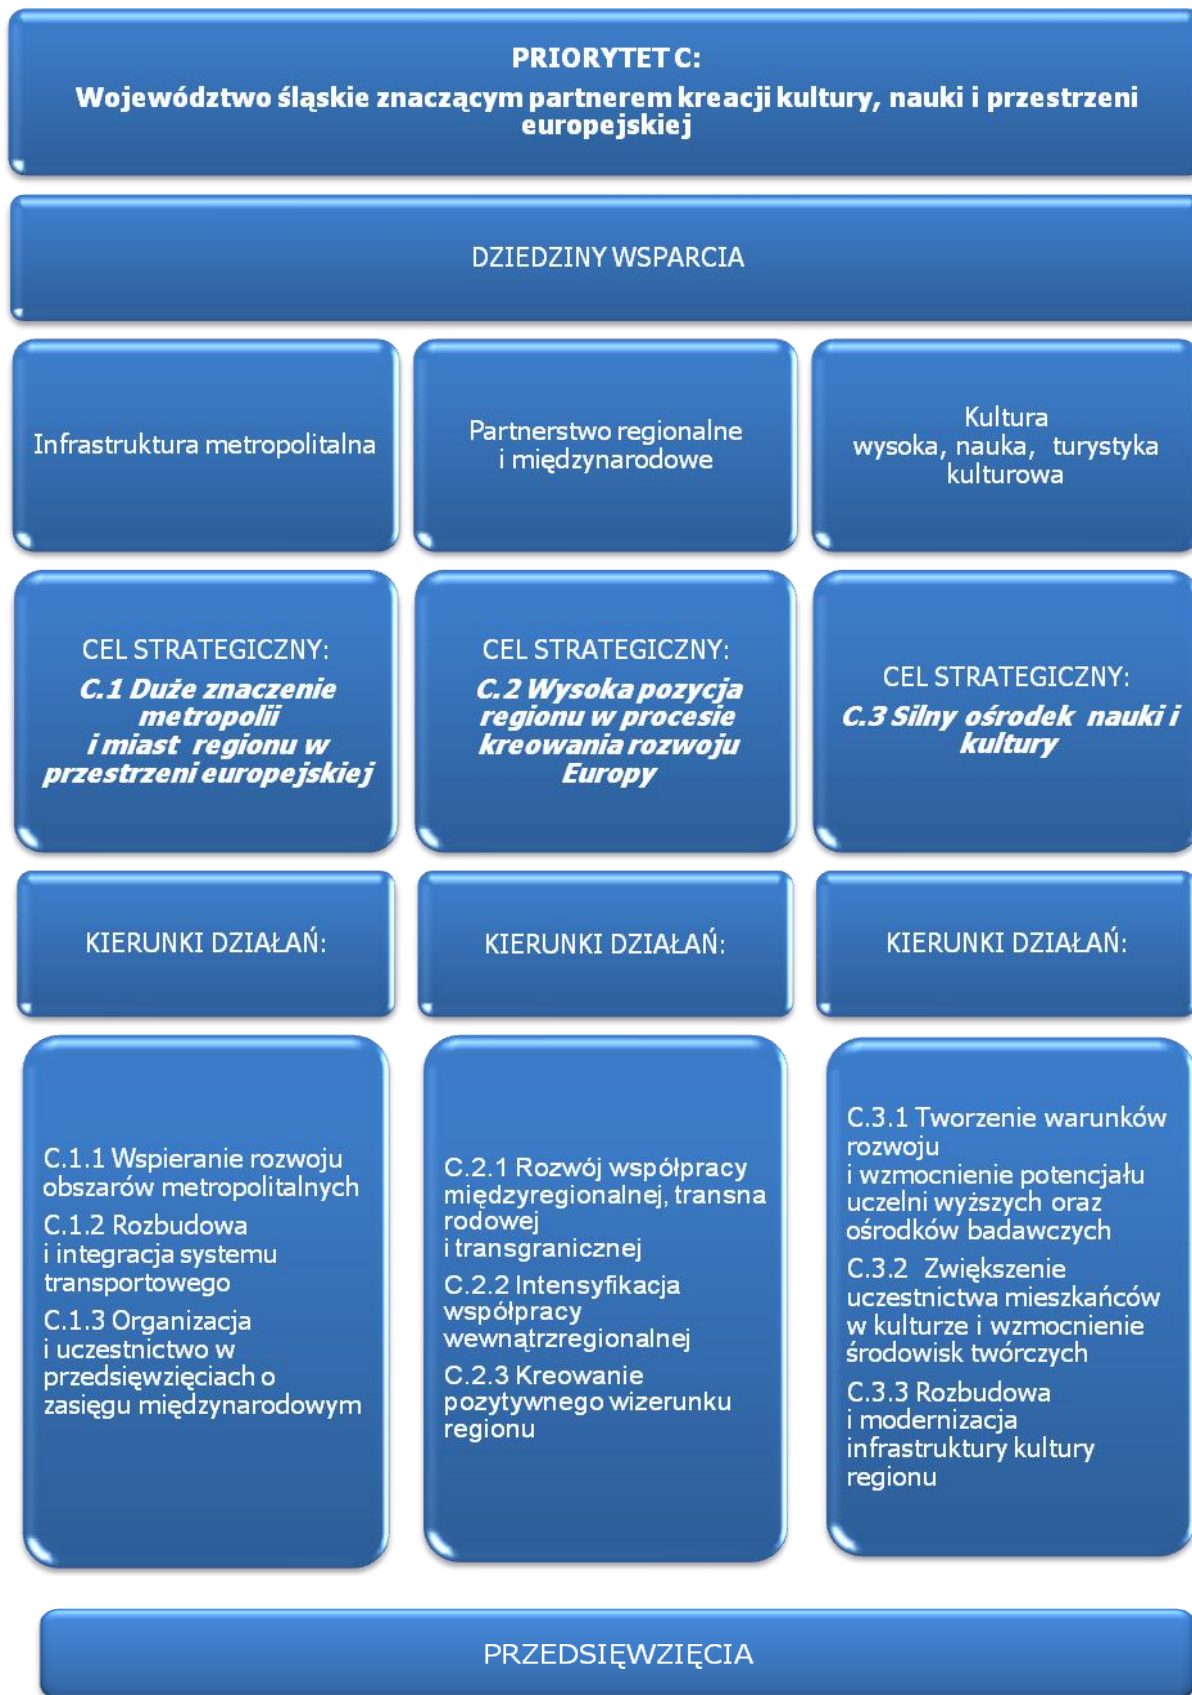 PRIORYTET C:
Województwo śląskie znaczącym partnerem kreacji kultury, nauki i przestrzeni
europejskiej
DZIEDZINY WSPARCIA
Infrastruktura metropolitalna
Partnerstwo regionalne
i międzynarodowe
Kultura
wysoka, nauka, turystyka
kulturowa
CEL STRATEGICZNY:
C.1 Duże znaczenie
metropolii
i miast regionu w
przestrzeni europejskiej
CEL STRATEGICZNY:
C.2 Wysoka pozycja
regionu w procesie
kreowania rozwoju
Europy
CEL STRATEGICZNY:
C.3 Silny ośrodek nauki i
kultury
KIERUNKI DZIAŁAŃ:
KIERUNKI DZIAŁAŃ:
KIERUNKI DZIAŁAŃ:
C.1.1 Wspieranie rozwoju
obszarów metropolitalnych
C.1.2 Rozbudowa
i integracja systemu
transportowego
C.1.3 Organizacja
i uczestnictwo w
przedsięwzięciach o
zasięgu międzynarodowym
C.2.1 Rozwój współpracy
międzyregionalnej, transna
rodowej
i transgranicznej
C.2.2 Intensyfikacja
współpracy
wewnątrzregionalnej
C.2.3 Kreowanie
pozytywnego wizerunku
regionu
C.3.1 Tworzenie warunków
rozwoju
i wzmocnienie potencjału
uczelni wyższych oraz
ośrodków badawczych
C.3.2 Zwiększenie
uczestnictwa mieszkańców
w kulturze i wzmocnienie
środowisk twórczych
C.3.3 Rozbudowa
i modernizacja
infrastruktury kultury
regionu
PRZEDSIĘWZIĘCIA